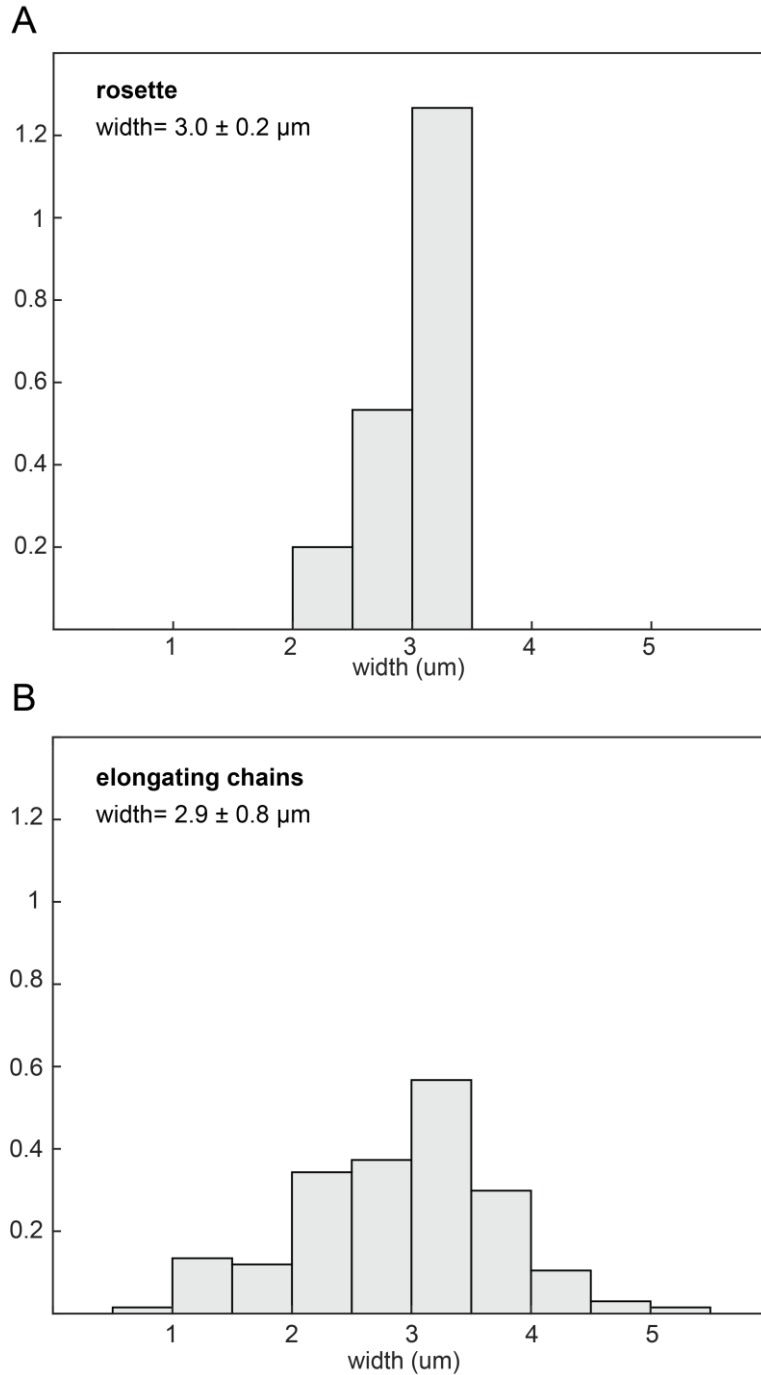 A
rosette
width= 3.0 ± 0.2 µm
1.2
1
0.8
0.6
0.4
0.2
1 2 3 4 5
width (um)
B
elongating chains
width= 2.9 ± 0.8 µm
1.2
1
0.8
0.6
0.4
0.2
1 2 3 4 5
width (um)